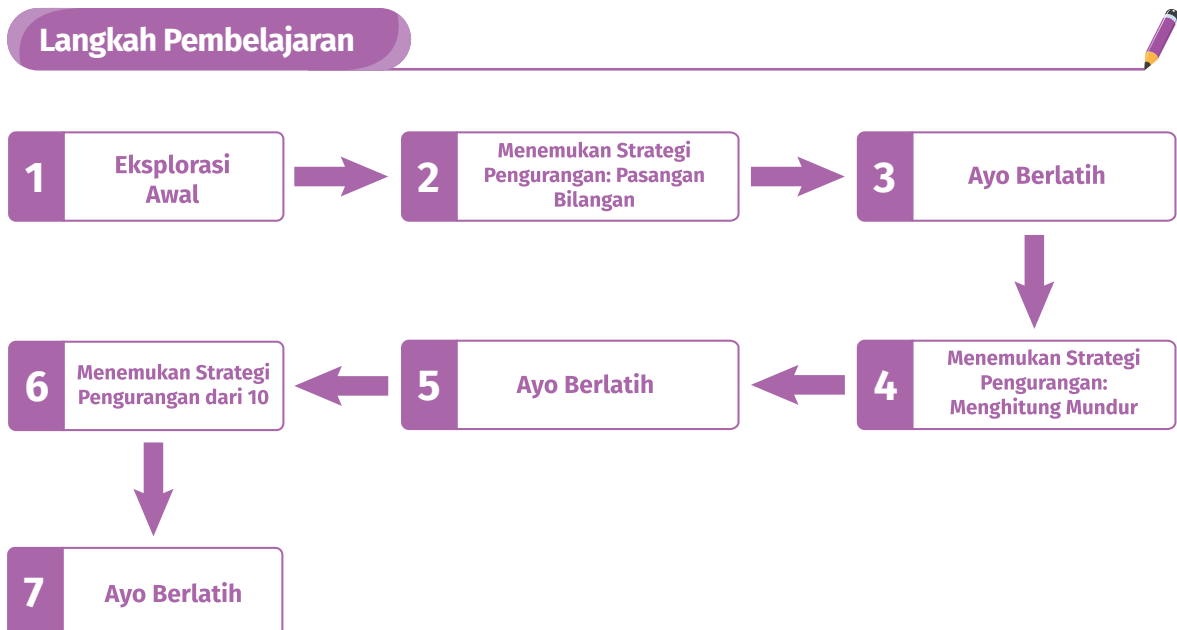 Langkah Pembelajaran
1
Eksplorasi
Awal
2
Menemukan Strategi
Pengurangan: Pasangan
Bilangan
3
Ayo Berlatih
4
Menemukan Strategi
Pengurangan:
Menghitung Mundur
5
Ayo Berlatih
6
Menemukan Strategi
Pengurangan dari 10
7
Ayo Berlatih